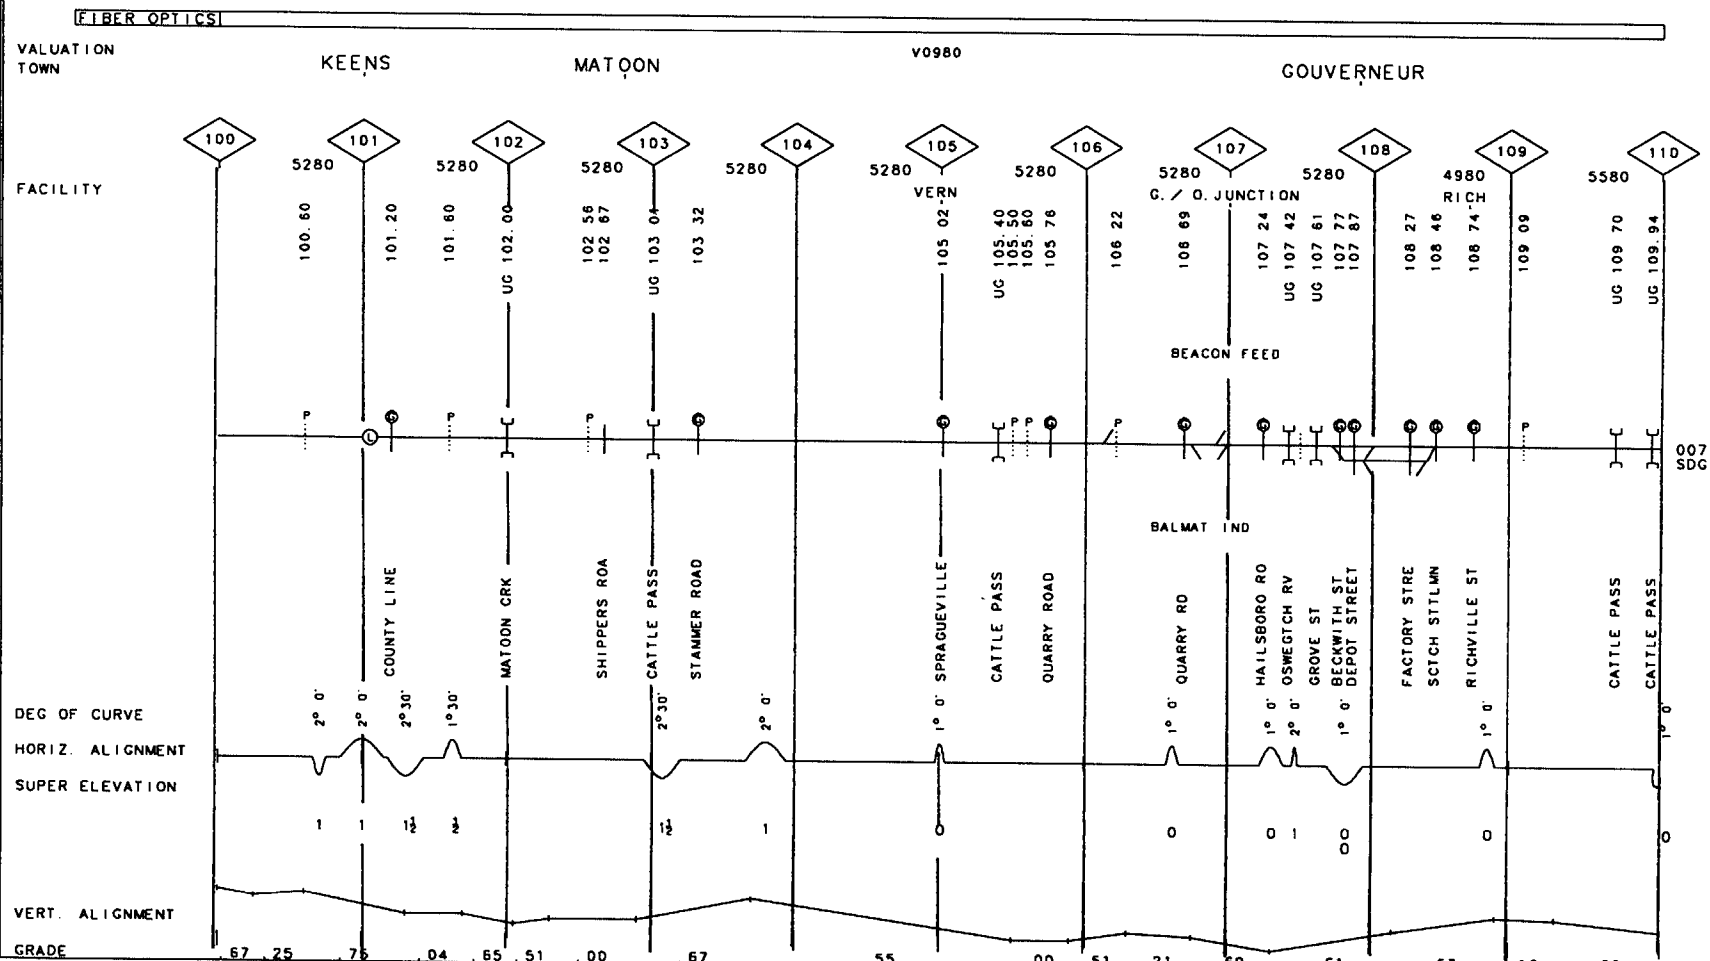 FIBER OPTICS
VALUATION V0980
TOWN KEENS MATOON GOUVERNEUR
100 101 102 103 104 105 106 107 108 109 110
5280 5280 5280 5280 5280 5280 5280 5280 4980 5580
FACILITY VERN G. / O. JUNCTION RICH
100.60
101.20
101.60
UG 102.00
102 56
102 67
UG 103 04
103 32
105 02
UG 105.40
105.50
105.60
105 76
106 22
106 69
107 24
UG 107 42
UG 107 61
107 77
107 87
108 27
108 46
108 74
109 09
UG 109 70
UG 109.94
BEACON FEED
P L G P P G G P P G P G G G G G G G P
007
SDG
BALMAT IND
COUNTY LINE
MATOON CRK
SHIPPERS ROA
CATTLE PASS
STAMMER ROAD
SPRAGUEVILLE
CATTLE PASS
QUARRY ROAD
QUARRY RD
HAILSBORO RO
OSWEGTCH RV
GROVE ST
BECKWITH ST
DEPOT STREET
FACTORY STRE
SCTCH STTLMN
RICHVILLE ST
CATTLE PASS
CATTLE PASS
DEG OF CURVE 2° 0' 2° 0' 2°30' 1°30' 2°30' 2° 0' 1° 0' 1° 0' 1° 0' 2° 0' 1° 0' 1° 0' 1° 0'
HORIZ. ALIGNMENT
SUPER ELEVATION
1 1 1½ ½ 1½ 1 0 0 0 1 0 0 0
0
VERT. ALIGNMENT
GRADE .67 .25 .76 .04 .65 .51 .00 .67 .55